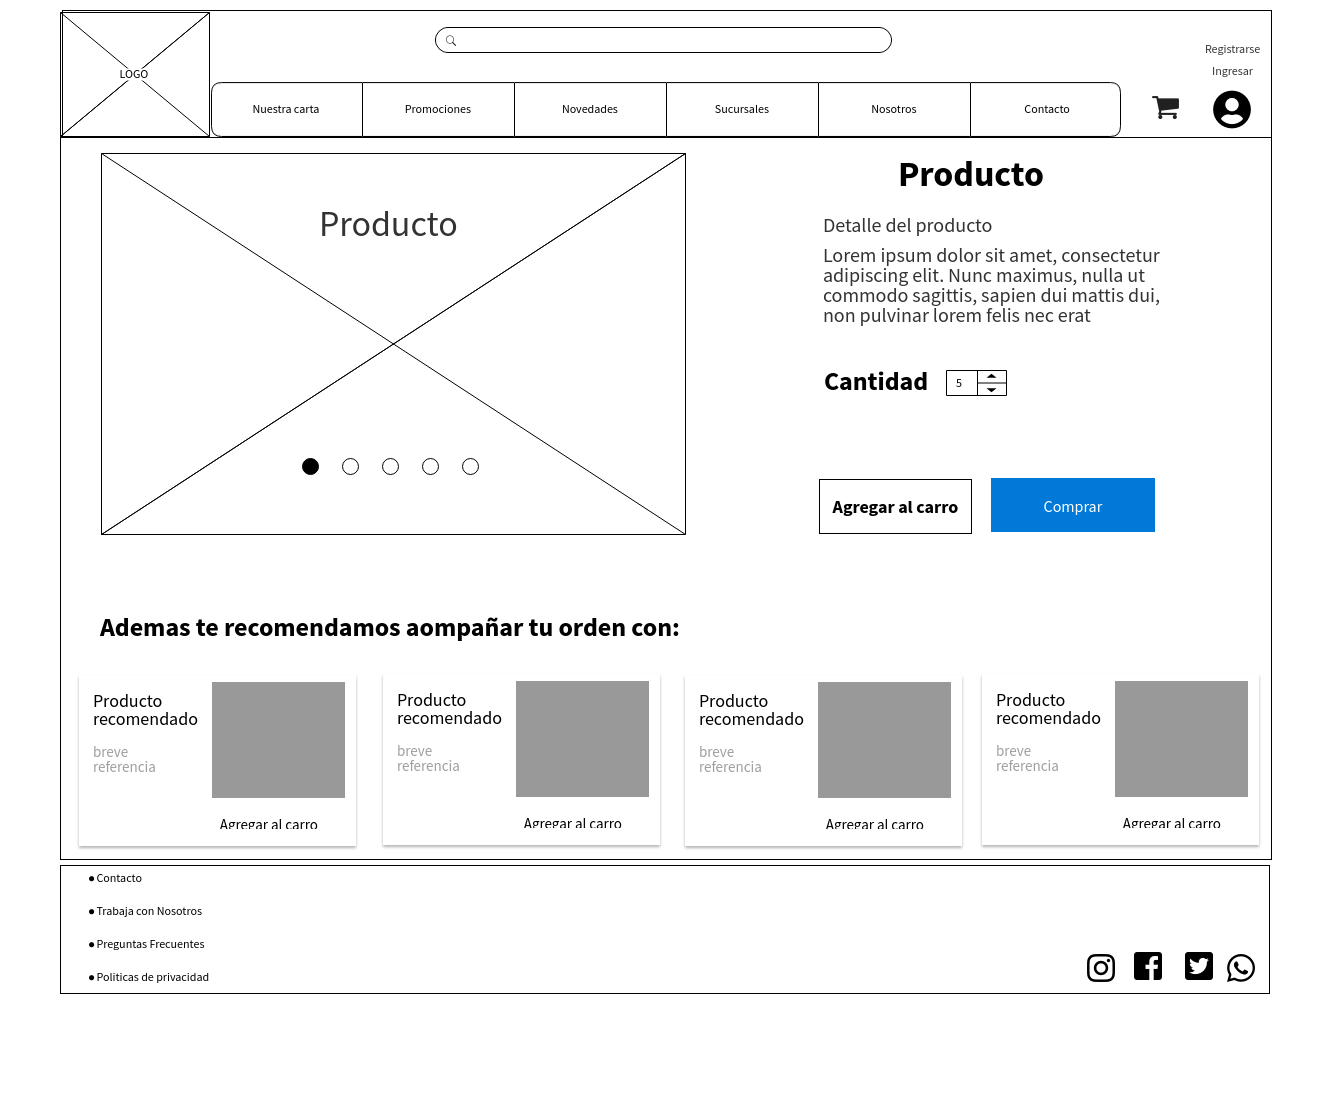 LOGO
Registrarse
Ingresar
Nuestra carta
Promociones
Novedades
Sucursales
Nosotros
Contacto
Producto
Producto
Detalle del producto
Lorem ipsum dolor sit amet, consectetur
adipiscing elit. Nunc maximus, nulla ut
commodo sagittis, sapien dui mattis dui,
non pulvinar lorem felis nec erat
Cantidad
5
Agregar al carro
Comprar
Ademas te recomendamos aompañar tu orden con:
Producto
recomendado
breve
referencia
Agregar al carro
Producto
recomendado
breve
referencia
Agregar al carro
Producto
recomendado
breve
referencia
Agregar al carro
Producto
recomendado
breve
referencia
Agregar al carro
Contacto
Trabaja con Nosotros
Preguntas Frecuentes
Politicas de privacidad